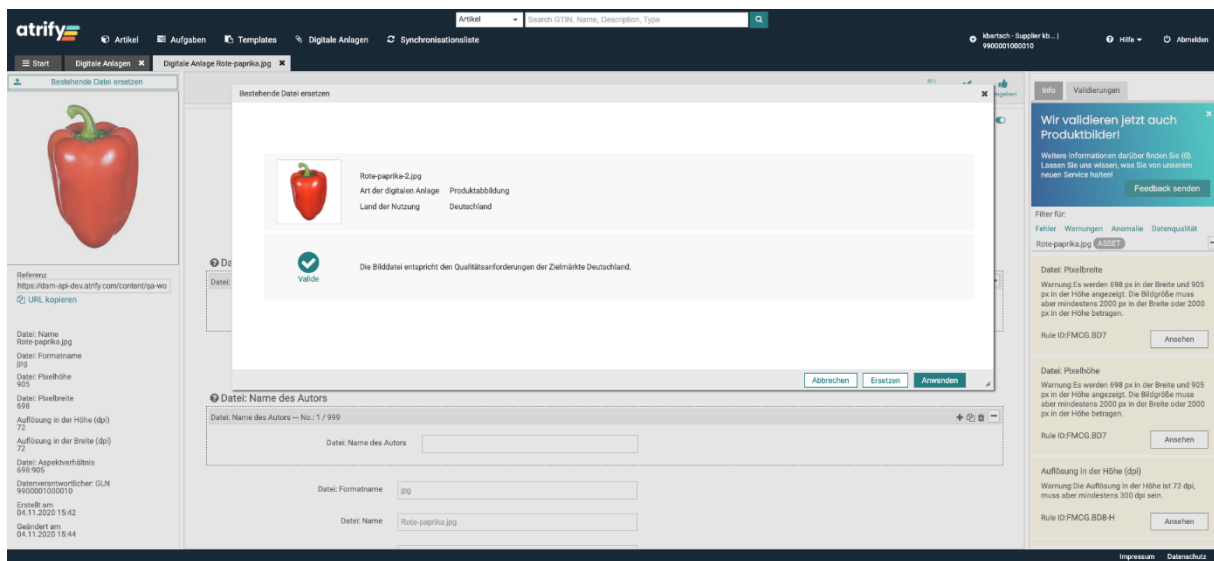 atrify
Artikel
Search GTIN, Name, Description, Type
Artikel
Aufgaben
Templates
Digitale Anlagen
Synchronisationsliste
kbartsch - Supplier kb... |
9900001000010
Hilfe
Abmelden
Start
Digitale Anlagen
Digitale Anlage Rote-paprika.jpg
Bestehende Datei ersetzen
Referenz
https://dam-api-dev.atrify.com/content/qa-wo
URL kopieren
Datei: Name
Rote-paprika.jpg
Datei: Formatname
jpg
Datei: Pixelhöhe
905
Datei: Pixelbreite
698
Auflösung in der Höhe (dpi)
72
Auflösung in der Breite (dpi)
72
Datei: Aspektverhältnis
698:905
Datenverantwortlicher: GLN
9900001000010
Erstellt am
04.11.2020 15:42
Geändert am
04.11.2020 15:44
Bestehende Datei ersetzen
Rote-paprika-2.jpg
Art der digitalen Anlage Produktabbildung
Land der Nutzung Deutschland
Valide
Die Bilddatei entspricht den Qualitätsanforderungen der Zielmärkte Deutschland.
Abbrechen
Ersetzen
Anwenden
Datei:
Datei: Name des Autors
Datei: Name des Autors — No.: 1 / 999
Datei: Name des Autors
Datei: Formatname jpg
Datei: Name Rote-paprika.jpg
Info
Validierungen
Wir validieren jetzt auch
Produktbilder!
Weitere Informationen darüber finden Sie {0}.
Lassen Sie uns wissen, was Sie von unserem
neuen Service halten!
Feedback senden
Filter für:
Fehler Warnungen Anomalie Datenqualität
Rote-paprika.jpg ASSET
Datei: Pixelbreite
Warnung:Es werden 698 px in der Breite und 905
px in der Höhe angezeigt. Die Bildgröße muss
aber mindestens 2000 px in der Breite oder 2000
px in der Höhe betragen.
Rule ID:FMCG.BD7
Ansehen
Datei: Pixelhöhe
Warnung:Es werden 698 px in der Breite und 905
px in der Höhe angezeigt. Die Bildgröße muss
aber mindestens 2000 px in der Breite oder 2000
px in der Höhe betragen.
Rule ID:FMCG.BD7
Ansehen
Auflösung in der Höhe (dpi)
Warnung:Die Auflösung in der Höhe ist 72 dpi,
muss aber mindestens 300 dpi sein.
Rule ID:FMCG.BD8-H
Ansehen
Impressum
Datenschutz